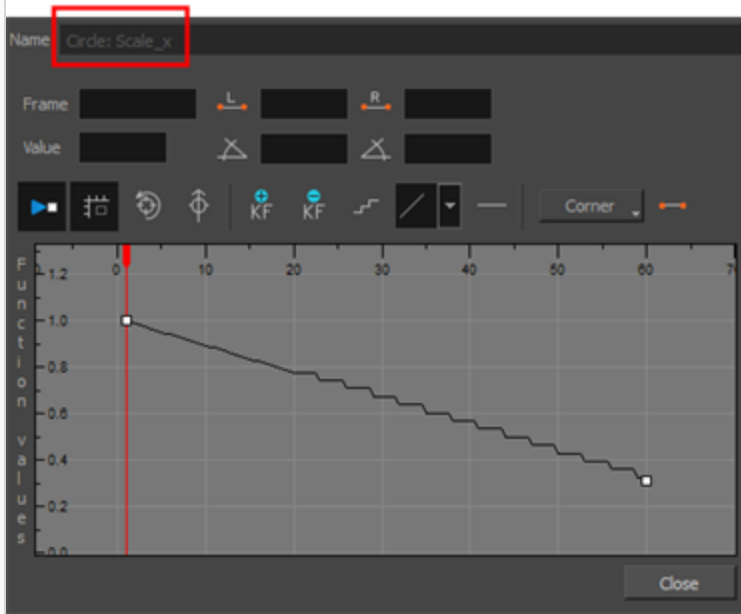 Name Circle: Scale_x
Frame L R
Value
KF KF Corner
Function values
0 10 20 30 40 50 60 70
1.2
1.0
0.8
0.6
0.4
0.2
0.0
Close